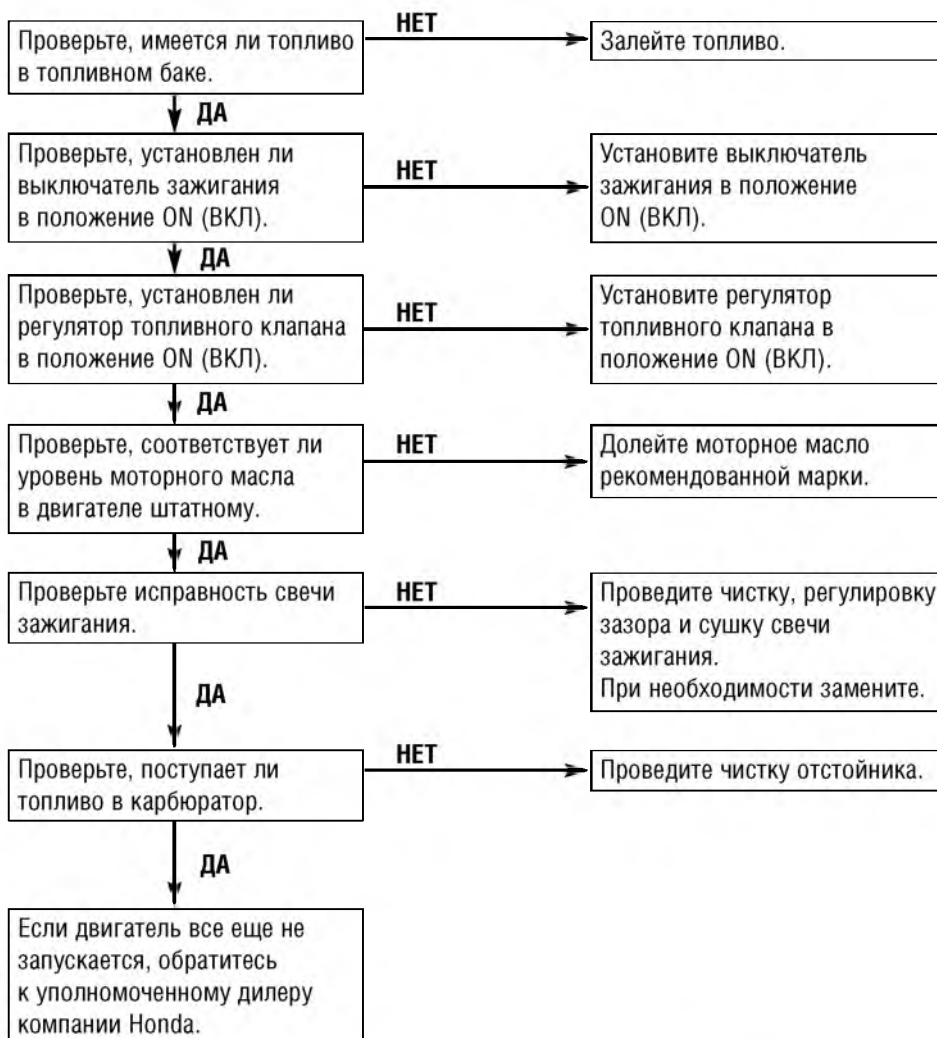 Проверьте, имеется ли топливо
в топливном баке.
НЕТ
Залейте топливо.
ДА
Проверьте, установлен ли
выключатель зажигания
в положение ON (ВКЛ).
НЕТ
Установите выключатель
зажигания в положение
ON (ВКЛ).
ДА
Проверьте, установлен ли
регулятор топливного клапана
в положение ON (ВКЛ).
НЕТ
Установите регулятор
топливного клапана в
положение ON (ВКЛ).
ДА
Проверьте, соответствует ли
уровень моторного масла
в двигателе штатному.
НЕТ
Долейте моторное масло
рекомендованной марки.
ДА
Проверьте исправность свечи
зажигания.
НЕТ
Проведите чистку, регулировку
зазора и сушку свечи
зажигания.
При необходимости замените.
ДА
Проверьте, поступает ли
топливо в карбюратор.
НЕТ
Проведите чистку отстойника.
ДА
Если двигатель все еще не
запускается, обратитесь
к уполномоченному дилеру
компании Honda.